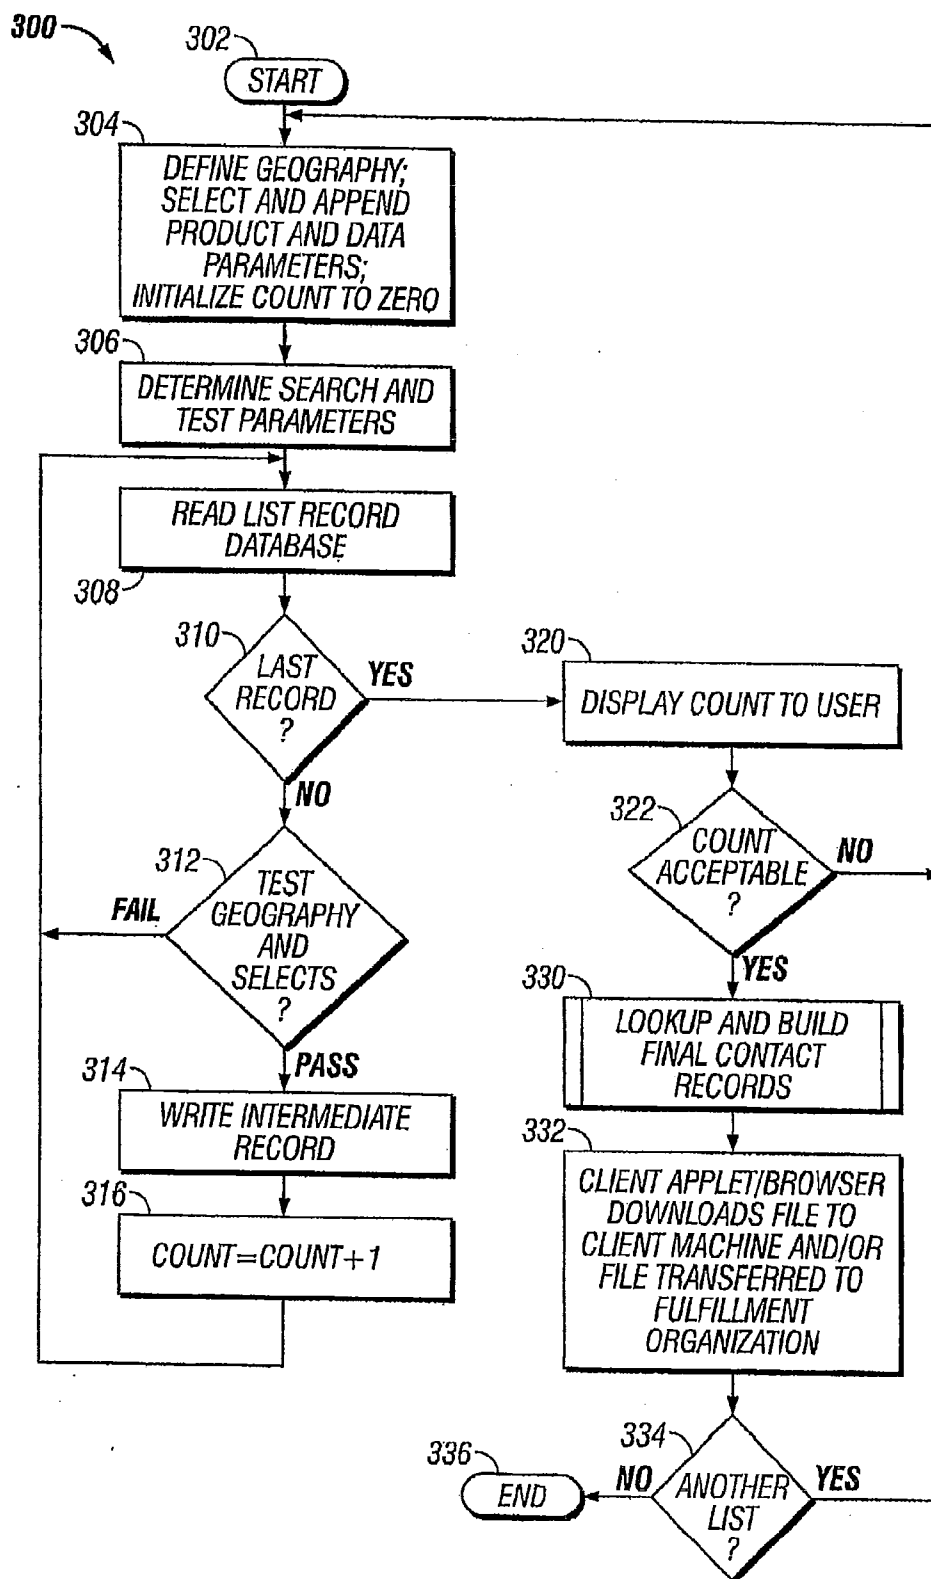 300
302
START
304
DEFINE GEOGRAPHY;
SELECT AND APPEND
PRODUCT AND DATA
PARAMETERS;
INITIALIZE COUNT TO ZERO
306
DETERMINE SEARCH AND
TEST PARAMETERS
READ LIST RECORD
DATABASE
308
310
LAST
RECORD
?
YES
NO
312
TEST
GEOGRAPHY
AND
SELECTS
?
FAIL
PASS
314
WRITE INTERMEDIATE
RECORD
316
COUNT=COUNT+1
320
DISPLAY COUNT TO USER
322
COUNT
ACCEPTABLE
?
NO
YES
330
LOOKUP AND BUILD
FINAL CONTACT
RECORDS
332
CLIENT APPLET/BROWSER
DOWNLOADS FILE TO
CLIENT MACHINE AND/OR
FILE TRANSFERRED TO
FULFILLMENT
ORGANIZATION
334
ANOTHER
LIST
?
NO
YES
336
END